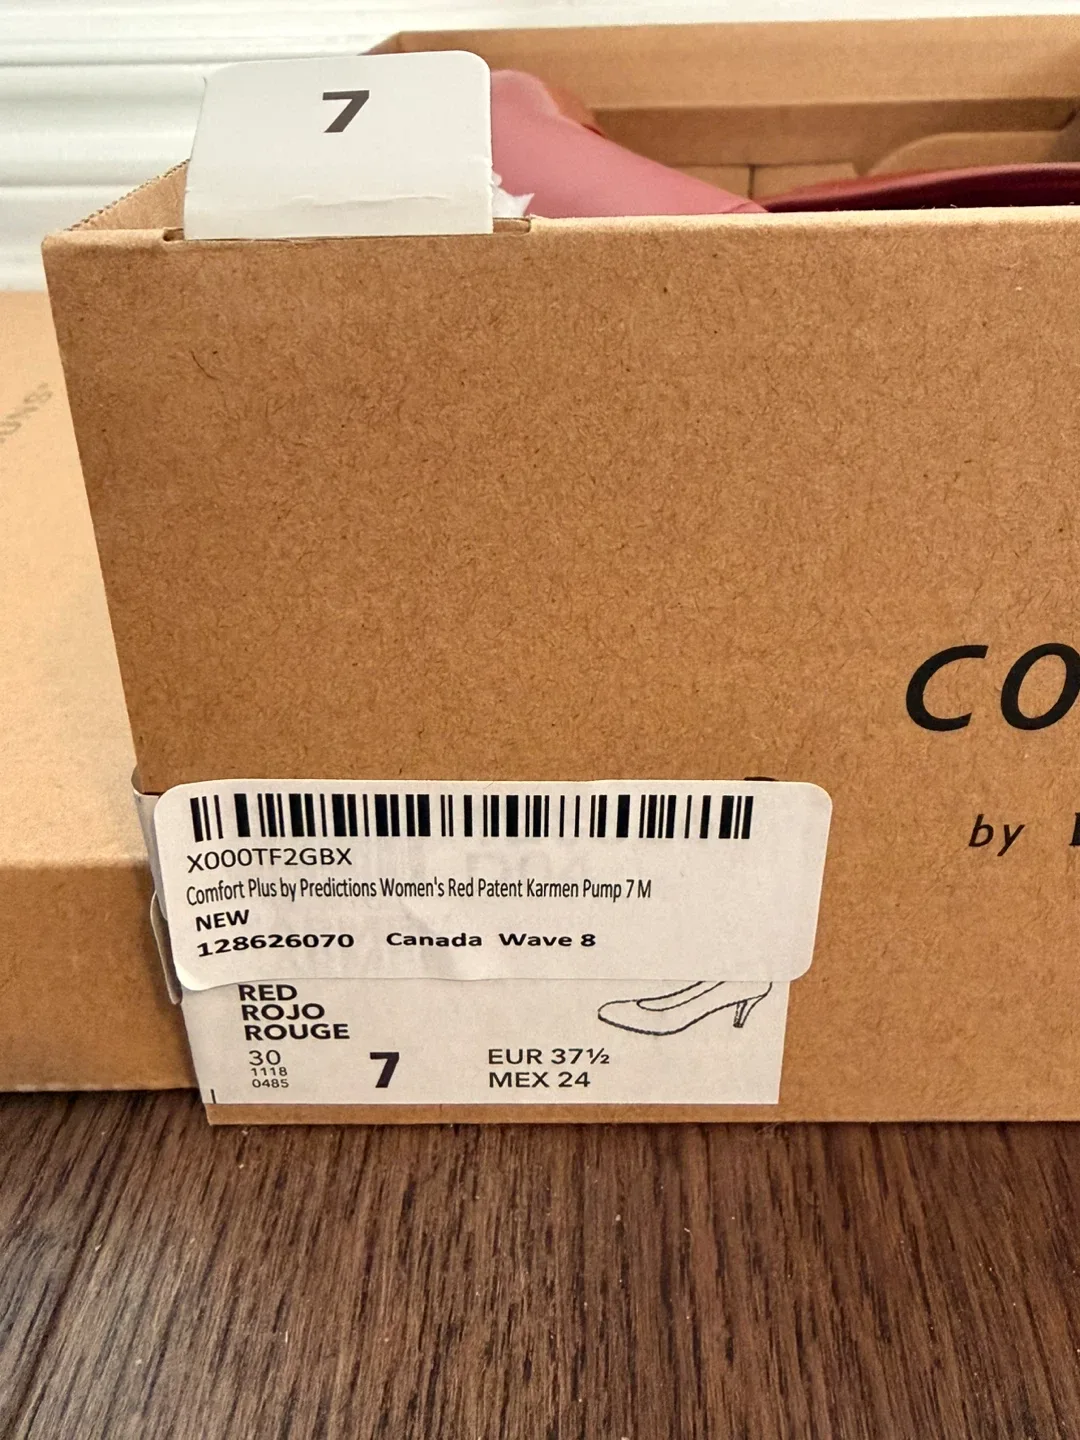 7
CO
by
X000TF2GBX
Comfort Plus by Predictions Women's Red Patent Karmen Pump 7 M
NEW
128626070 Canada Wave 8
RED
ROJO
ROUGE
30
1118
0485
7
EUR 37½
MEX 24